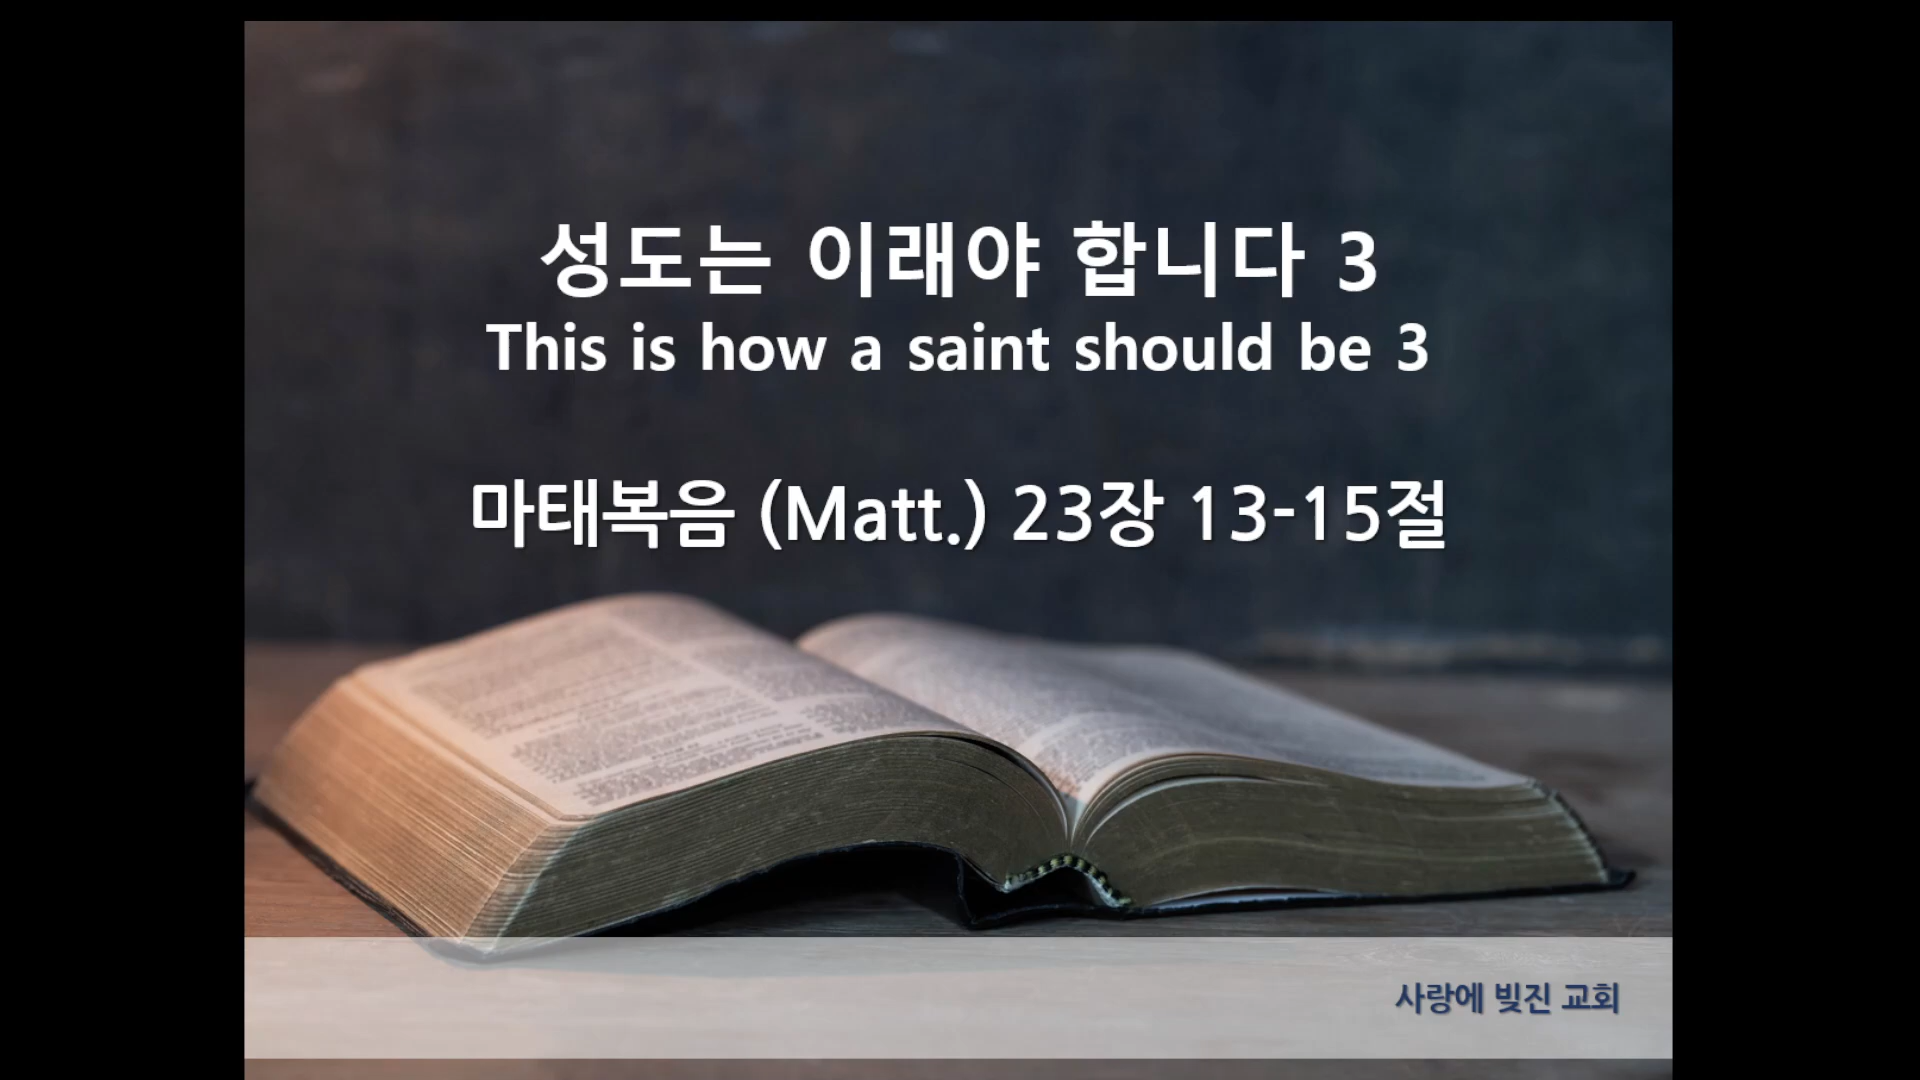 성도는 이래야 합니다 3
This is how a saint should be 3
마태복음 (Matt.) 23장 13-15절
사랑에 빚진 교회